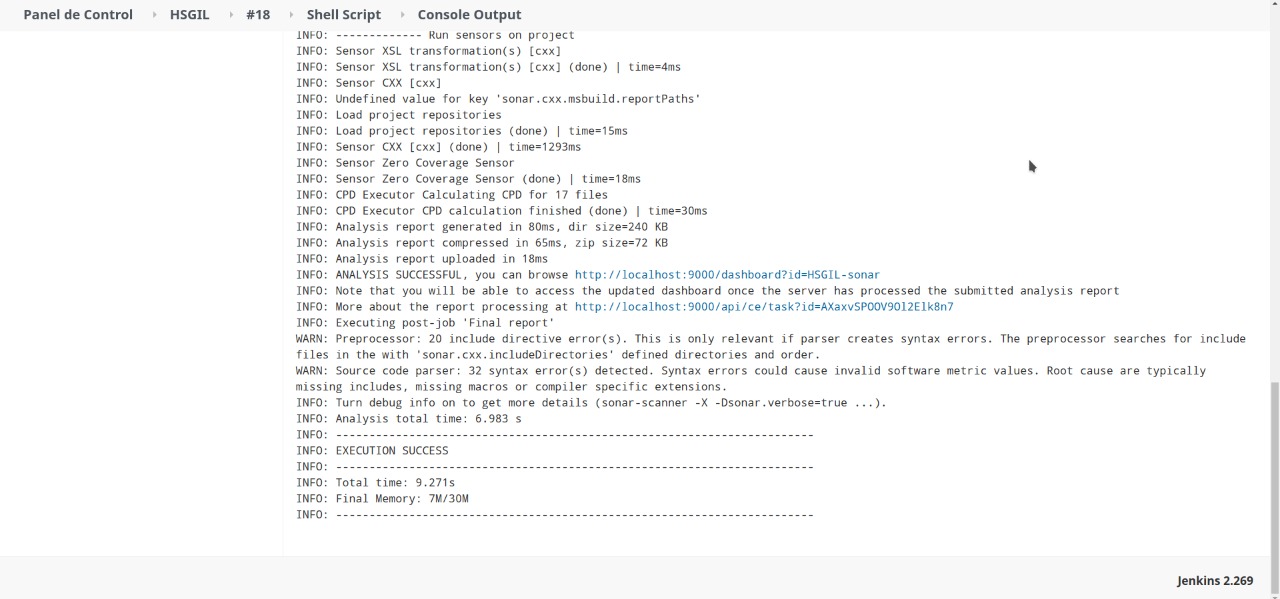 Panel de Control HSGIL #18 Shell Script Console Output
INFO: ------------- Run sensors on project
INFO: Sensor XSL transformation(s) [cxx]
INFO: Sensor XSL transformation(s) [cxx] (done) | time=4ms
INFO: Sensor CXX [cxx]
INFO: Undefined value for key 'sonar.cxx.msbuild.reportPaths'
INFO: Load project repositories
INFO: Load project repositories (done) | time=15ms
INFO: Sensor CXX [cxx] (done) | time=1293ms
INFO: Sensor Zero Coverage Sensor
INFO: Sensor Zero Coverage Sensor (done) | time=18ms
INFO: CPD Executor Calculating CPD for 17 files
INFO: CPD Executor CPD calculation finished (done) | time=30ms
INFO: Analysis report generated in 80ms, dir size=240 KB
INFO: Analysis report compressed in 65ms, zip size=72 KB
INFO: Analysis report uploaded in 18ms
INFO: ANALYSIS SUCCESSFUL, you can browse http://localhost:9000/dashboard?id=HSGIL-sonar
INFO: Note that you will be able to access the updated dashboard once the server has processed the submitted analysis report
INFO: More about the report processing at http://localhost:9000/api/ce/task?id=AXaxvSPOOV9Ol2Elk8n7
INFO: Executing post-job 'Final report'
WARN: Preprocessor: 20 include directive error(s). This is only relevant if parser creates syntax errors. The preprocessor searches for include
files in the with 'sonar.cxx.includeDirectories' defined directories and order.
WARN: Source code parser: 32 syntax error(s) detected. Syntax errors could cause invalid software metric values. Root cause are typically
missing includes, missing macros or compiler specific extensions.
INFO: Turn debug info on to get more details (sonar-scanner -X -Dsonar.verbose=true ...).
INFO: Analysis total time: 6.983 s
INFO: ------------------------------------------------------------------------
INFO: EXECUTION SUCCESS
INFO: ------------------------------------------------------------------------
INFO: Total time: 9.271s
INFO: Final Memory: 7M/30M
INFO: ------------------------------------------------------------------------
Jenkins 2.269